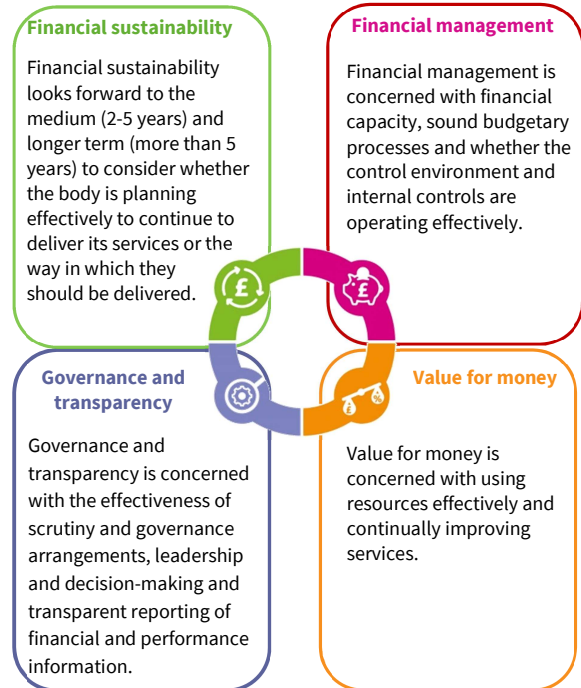 Financial sustainability
Financial sustainability
looks forward to the
medium (2-5 years) and
longer term (more than 5
years) to consider whether
the body is planning
effectively to continue to
deliver its services or the
way in which they
should be delivered.
Financial management
Financial management is
concerned with financial
capacity, sound budgetary
processes and whether the
control environment and
internal controls are
operating effectively.
£
£
£
%
Governance and
transparency
Governance and
transparency is concerned
with the effectiveness of
scrutiny and governance
arrangements, leadership
and decision-making and
transparent reporting of
financial and performance
information.
Value for money
Value for money is
concerned with using
resources effectively and
continually improving
services.